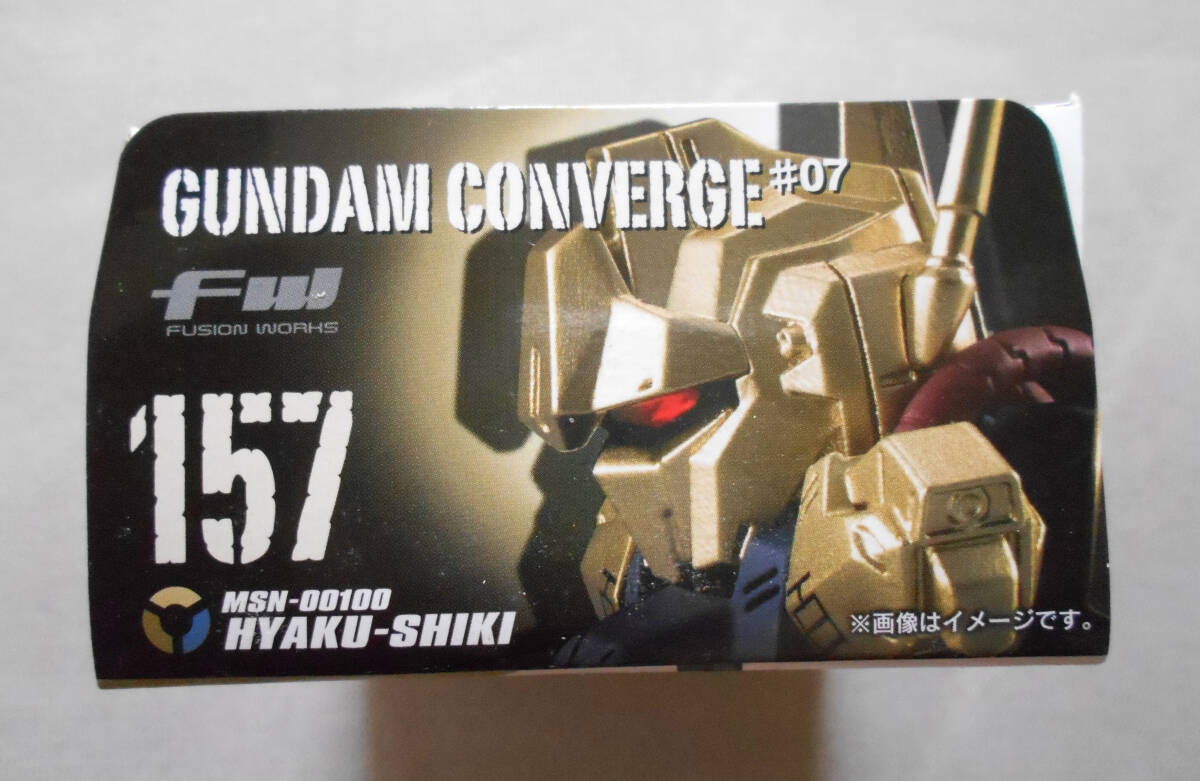 GUNDAM CONVERGE #07
FW
FUSION WORKS
157
MSN-00100
HYAKU-SHIKI
※画像はイメージです。